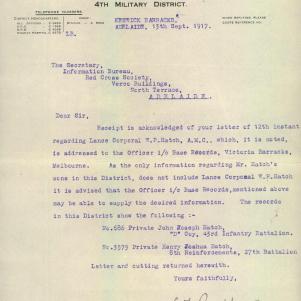 4TH MILITARY DISTRICT.
TELEPHONE NUMBERS.
DISTRICT HEADQUARTERS
KESWICK BARRACKS,
ADELAIDE, 13th Sept. 1917.
The Secretary,
Information Bureau,
Red Cross Society,
Verco Buildings,
North Terrace,
ADELAIDE.
Dear Sir,
Receipt is acknowledged of your letter of 12th instant
regarding Lance Corporal W.P.Hatch, A.M.C., which, it is noted,
is addressed to the Officer i/o Base Records, Victoria Barracks,
Melbourne. As the only information regarding Mr. Hatch's
sons in this District, does not include Lance Corporal W.P.Hatch
it is advised that the Officer i/o Base Records,mentioned above
may be able to supply the desired information. The records
in this District show the following :-
No.686 Private John Joseph Hatch,
"D" Coy, 43rd Infantry Battalion.
No.3379 Private Henry Joshua Hatch,
8th Reinforcements, 27th Battalion
Letter and cutting returned herewith.
Yours faithfully,